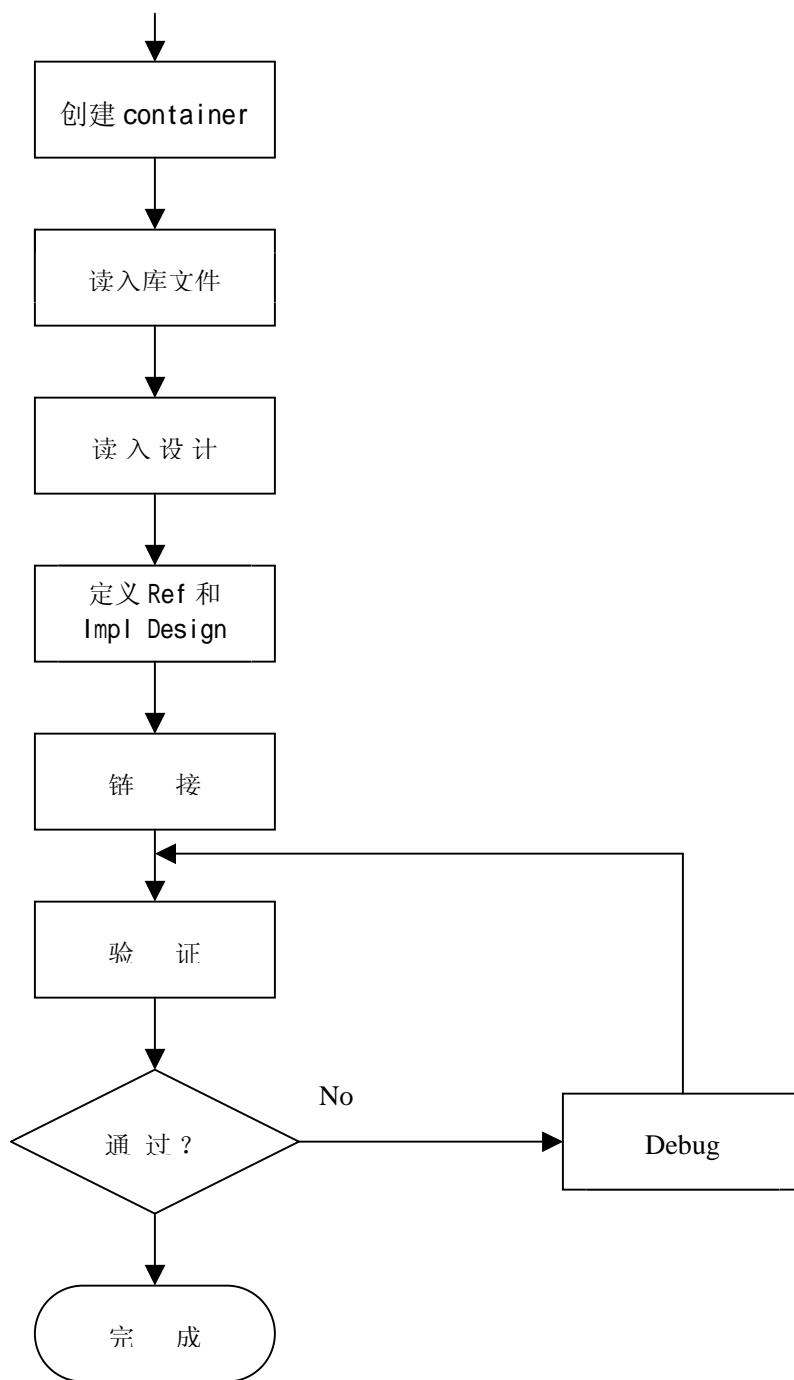 创建 container
读入库文件
读 入 设 计
定义 Ref 和
Impl Design
链 接
验 证
No
通 过 ?
Debug
完 成